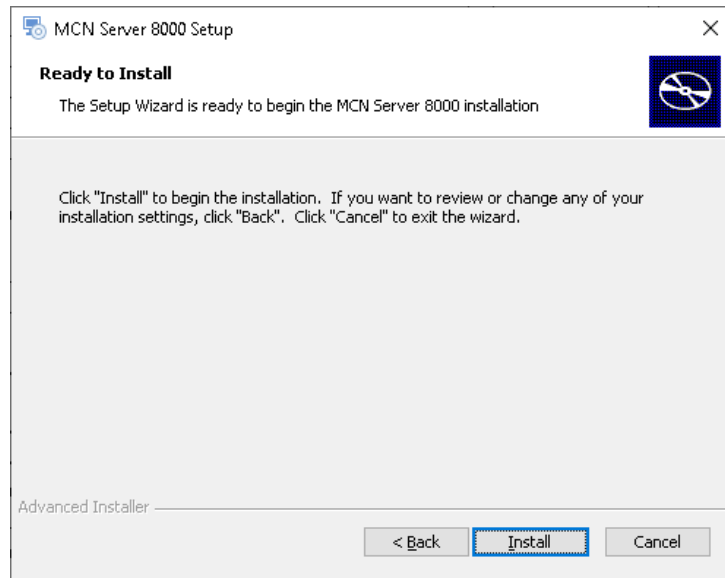 MCN Server 8000 Setup
Ready to Install
The Setup Wizard is ready to begin the MCN Server 8000 installation
Click "Install" to begin the installation.  If you want to review or change any of your
installation settings, click "Back".  Click "Cancel" to exit the wizard.
Advanced Installer
< Back
Install
Cancel